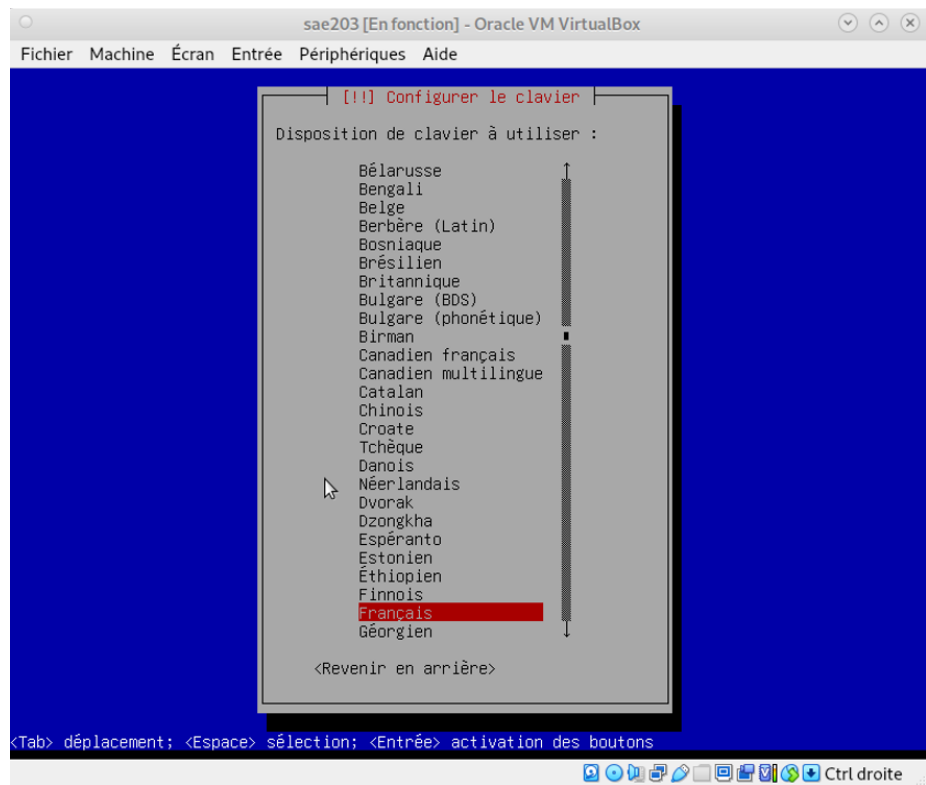 sae203 [En fonction] - Oracle VM VirtualBox
Fichier Machine Écran Entrée Périphériques Aide
[!!] Configurer le clavier
Disposition de clavier à utiliser :
Bélarusse
Bengali
Belge
Berbère (Latin)
Bosniaque
Brésilien
Britannique
Bulgare (BDS)
Bulgare (phonétique)
Birman
Canadien français
Canadien multilingue
Catalan
Chinois
Croate
Tchèque
Danois
Néerlandais
Dvorak
Dzongkha
Espéranto
Estonien
Éthiopien
Finnois
Français
Géorgien
<Revenir en arrière>
<Tab> déplacement; <Espace> sélection; <Entrée> activation des boutons
Ctrl droite